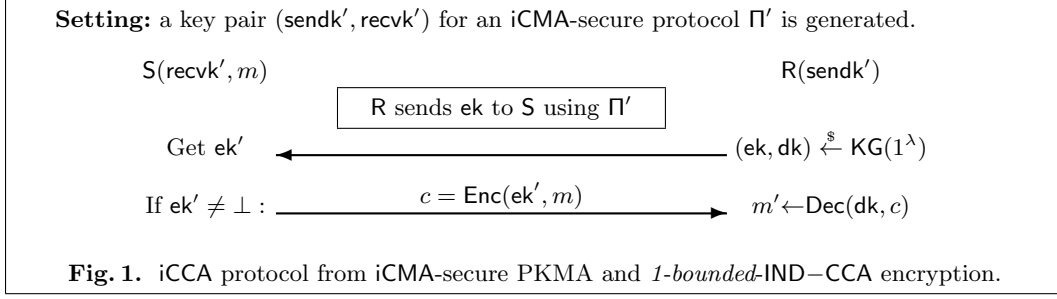 Setting: a key pair (sendk′, recvk′) for an iCMA-secure protocol Π′ is generated.
S(recvk′, m) R(sendk′)
R sends ek to S using Π′
Get ek′ (ek, dk) ←$ KG(1^λ)
If ek′ ≠ ⊥ : c = Enc(ek′, m) m′←Dec(dk, c)
Fig. 1. iCCA protocol from iCMA-secure PKMA and 1-bounded-IND−CCA encryption.